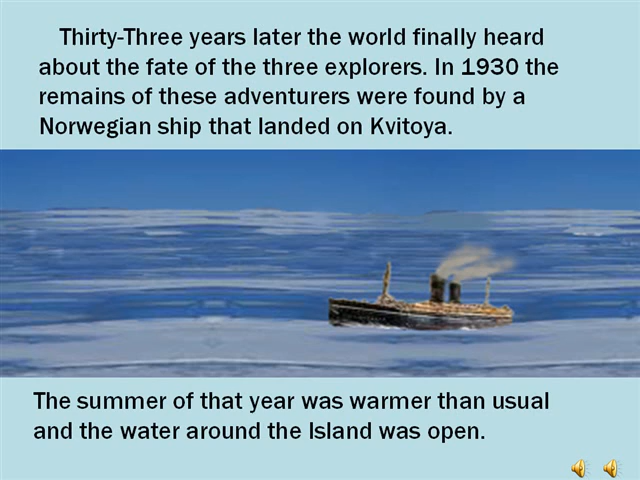 Thirty-Three years later the world finally heard
about the fate of the three explorers. In 1930 the
remains of these adventurers were found by a
Norwegian ship that landed on Kvitoya.
The summer of that year was warmer than usual
and the water around the Island was open.